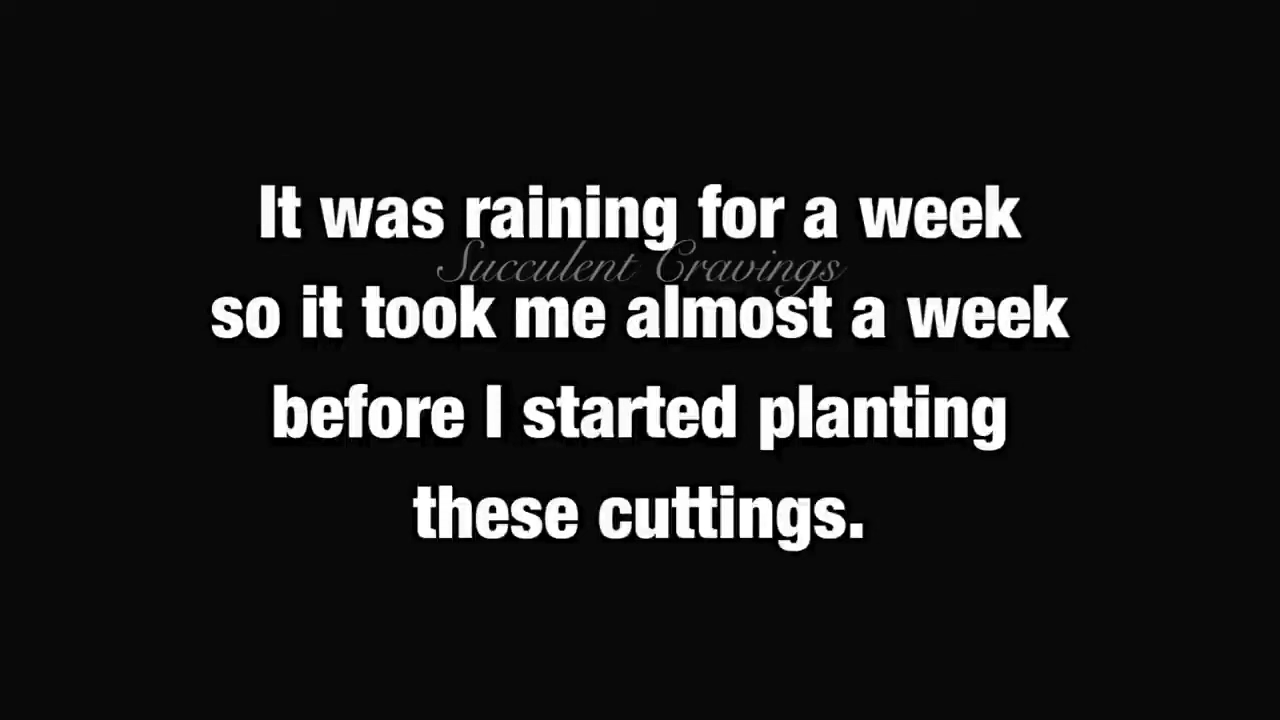 It was raining for a week
Succulent Cravings
so it took me almost a week
before I started planting
these cuttings.